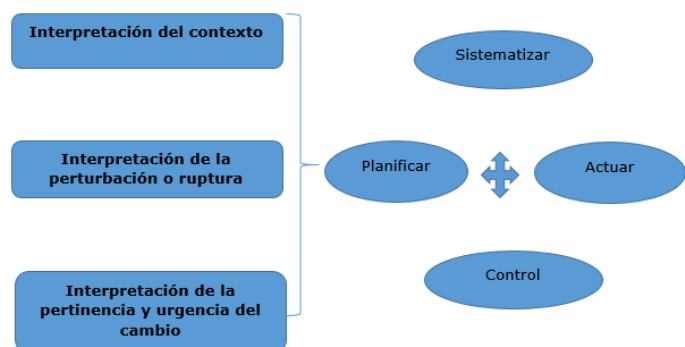 Interpretación del contexto
Interpretación de la
perturbación o ruptura
Interpretación de la
pertinencia y urgencia del
cambio
Sistematizar
Planificar
Actuar
Control